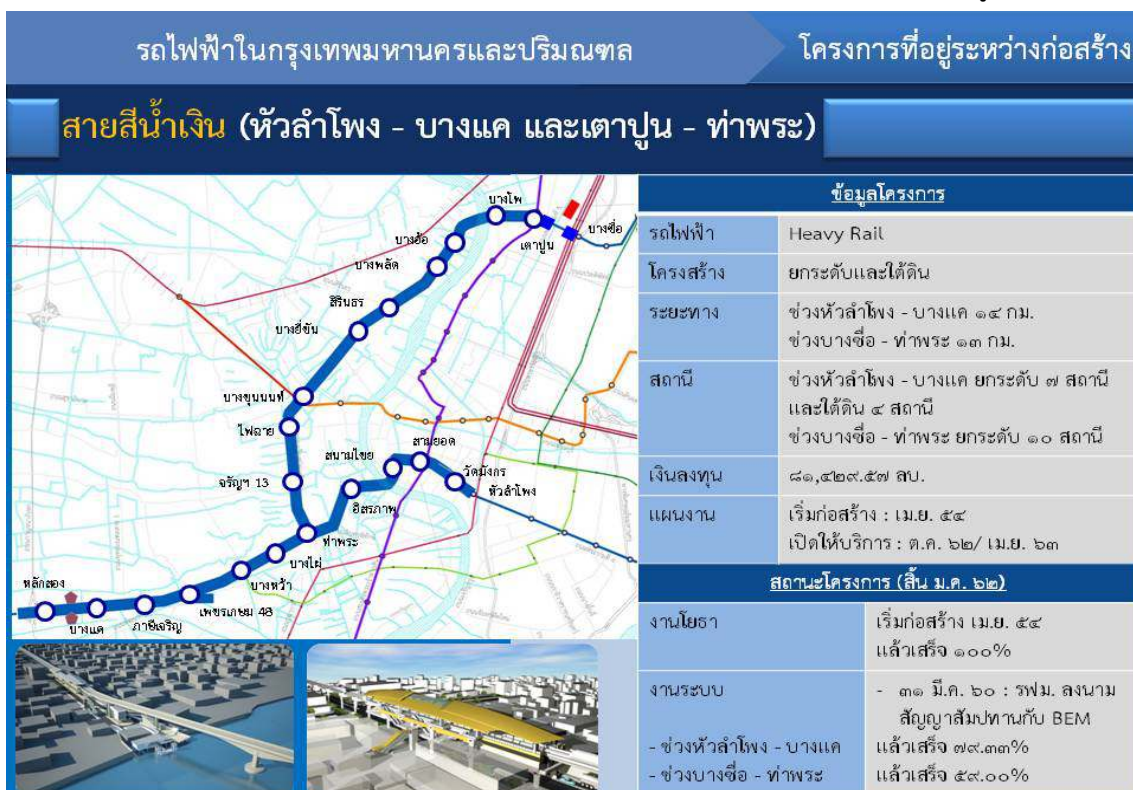 รถไฟฟ้าในกรุงเทพมหานครและปริมณฑล
โครงการที่อยู่ระหว่างก่อสร้าง
สายสีน้ำเงิน (หัวลำโพง - บางแค และเตาปูน - ท่าพระ)
บางโพ
บางซื่อ
เตาปูน
บางอ้อ
บางพลัด
สิรินธร
บางยี่ขัน
บางขุนนนท์
ไฟฉาย
สามยอด
สนามไชย
วัดมังกร
จรัญฯ 13
หัวลำโพง
อิสรภาพ
ท่าพระ
บางไผ่
บางหว้า
หลักสอง
เพชรเกษม 48
บางแค
ภาษีเจริญ
ข้อมูลโครงการ
รถไฟฟ้า Heavy Rail
โครงสร้าง ยกระดับและใต้ดิน
ระยะทาง ช่วงหัวลำโพง - บางแค ๑๔ กม.
ช่วงบางซื่อ - ท่าพระ ๑๓ กม.
สถานี ช่วงหัวลำโพง - บางแค ยกระดับ ๗ สถานี
และใต้ดิน ๔ สถานี
ช่วงบางซื่อ - ท่าพระ ยกระดับ ๑๐ สถานี
เงินลงทุน ๘๑,๔๒๙.๕๗ ลบ.
แผนงาน เริ่มก่อสร้าง : เม.ย. ๕๔
เปิดให้บริการ : ต.ค. ๖๒/ เม.ย. ๖๓
สถานะโครงการ (สิ้น ม.ค. ๖๒)
งานโยธา เริ่มก่อสร้าง เม.ย. ๕๔
แล้วเสร็จ ๑๐๐%
งานระบบ - ๓๑ มี.ค. ๖๐ : รฟม. ลงนาม
สัญญาสัมปทานกับ BEM
- ช่วงหัวลำโพง - บางแค แล้วเสร็จ ๗๙.๓๓%
- ช่วงบางซื่อ - ท่าพระ แล้วเสร็จ ๕๙.๐๐%